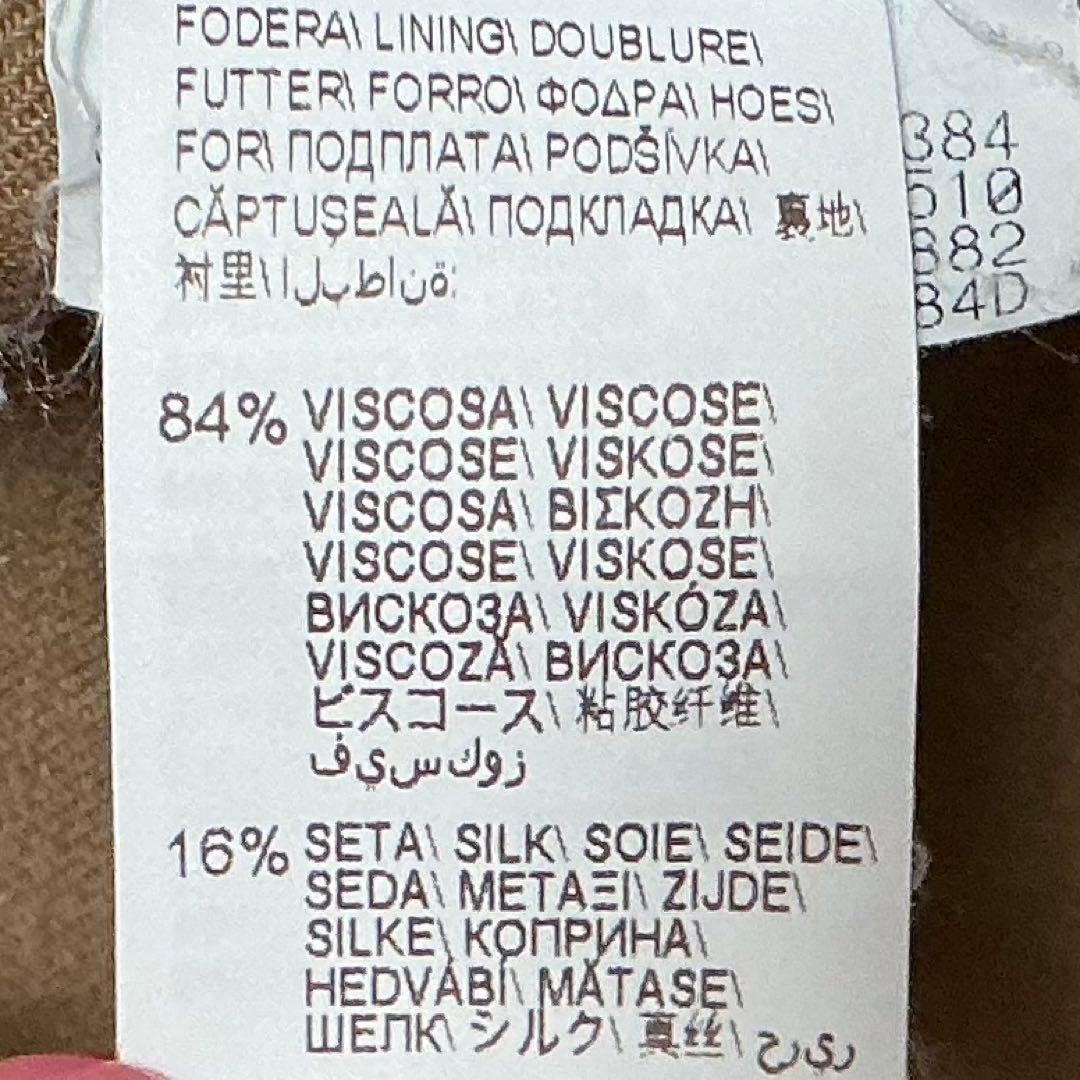 FODERA\ LINING\ DOUBLURE\
FUTTER\ FORRO\ ΦΟΔΡΑ\ HOES\
FOR\ ПОДПЛАТА\ PODŠÍVKA\
CĂPTUȘEALĂ\ ПОДКЛАДКА\ 裏地\
衬里\ البطانة:
84% VISCOSA\ VISCOSE\
VISCOSE\ VISKOSE\
VISCOSA\ ΒΙΣΚΟΖΗ\
VISCOSE\ VISKOSE\
ВИСКОЗА\ VISKÓZA\
VISCOZĂ\ ВИСКОЗА\
ビスコース\ 粘胶纤维\
فيسكوز
16% SETA\ SILK\ SOIE\ SEIDE\
SEDA\ ΜΕΤΑΞΙ\ ZIJDE\
SILKE\ КОПРИНА\
HEDVÁBÍ\ MĂTASE\
ШЕЛК\ シルク\ 真丝\ حرير
384
510
682
84D